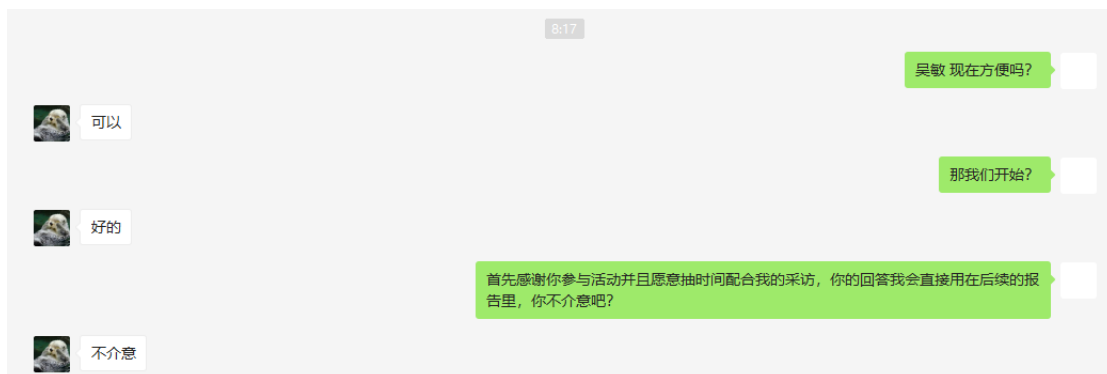 8:17
吴敏 现在方便吗？
可以
那我们开始？
好的
首先感谢你参与活动并且愿意抽时间配合我的采访，你的回答我会直接用在后续的报
告里，你不介意吧？
不介意